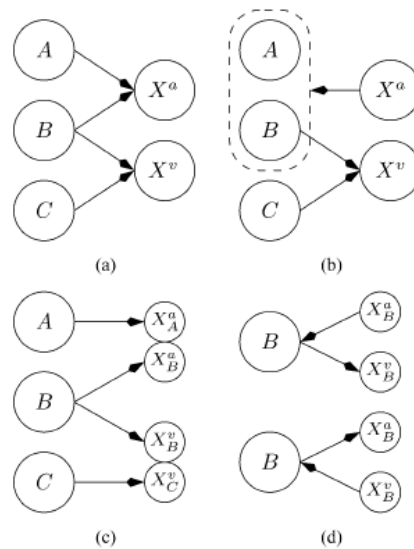 A
X^a
B
X^v
C
(a)
A
X^a
B
X^v
C
(b)
A
X^a_A
X^a_B
B
X^v_B
C
X^v_C
(c)
X^a_B
B
X^v_B
X^a_B
B
X^v_B
(d)